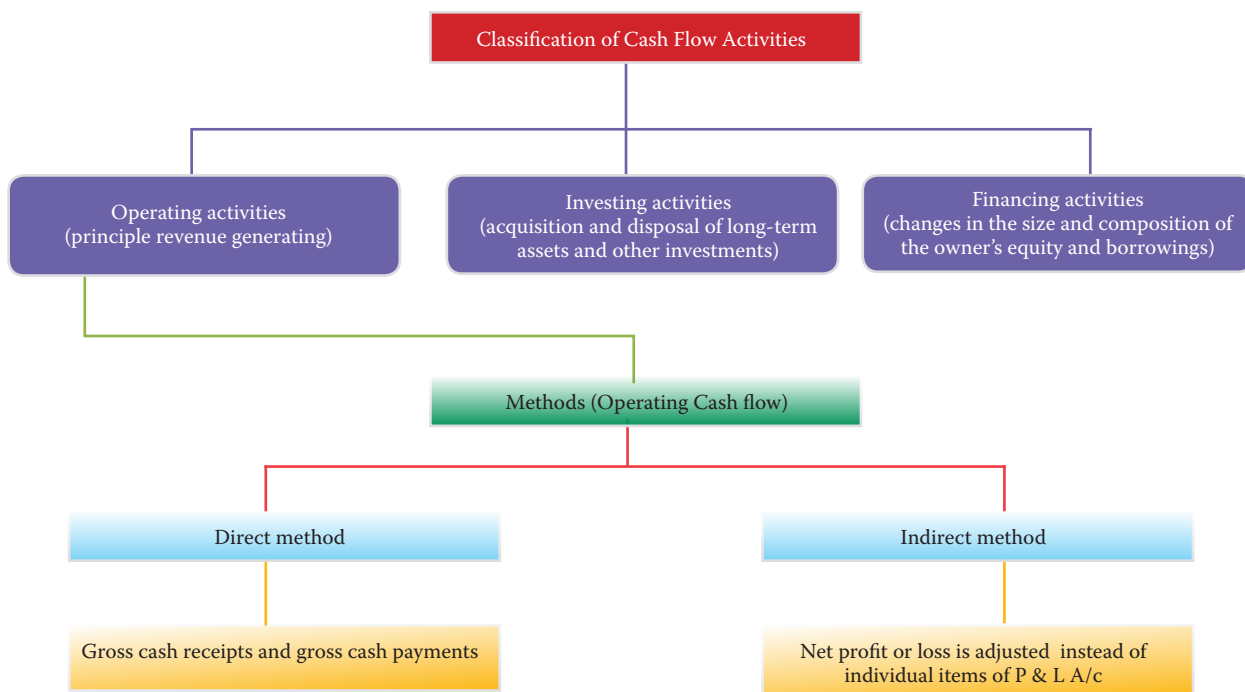 Classification of Cash Flow Activities
Operating activities
(principle revenue generating)
Investing activities
(acquisition and disposal of long-term
assets and other investments)
Financing activities
(changes in the size and composition of
the owner's equity and borrowings)
Methods (Operating Cash flow)
Direct method
Indirect method
Gross cash receipts and gross cash payments
Net profit or loss is adjusted instead of
individual items of P & L A/c